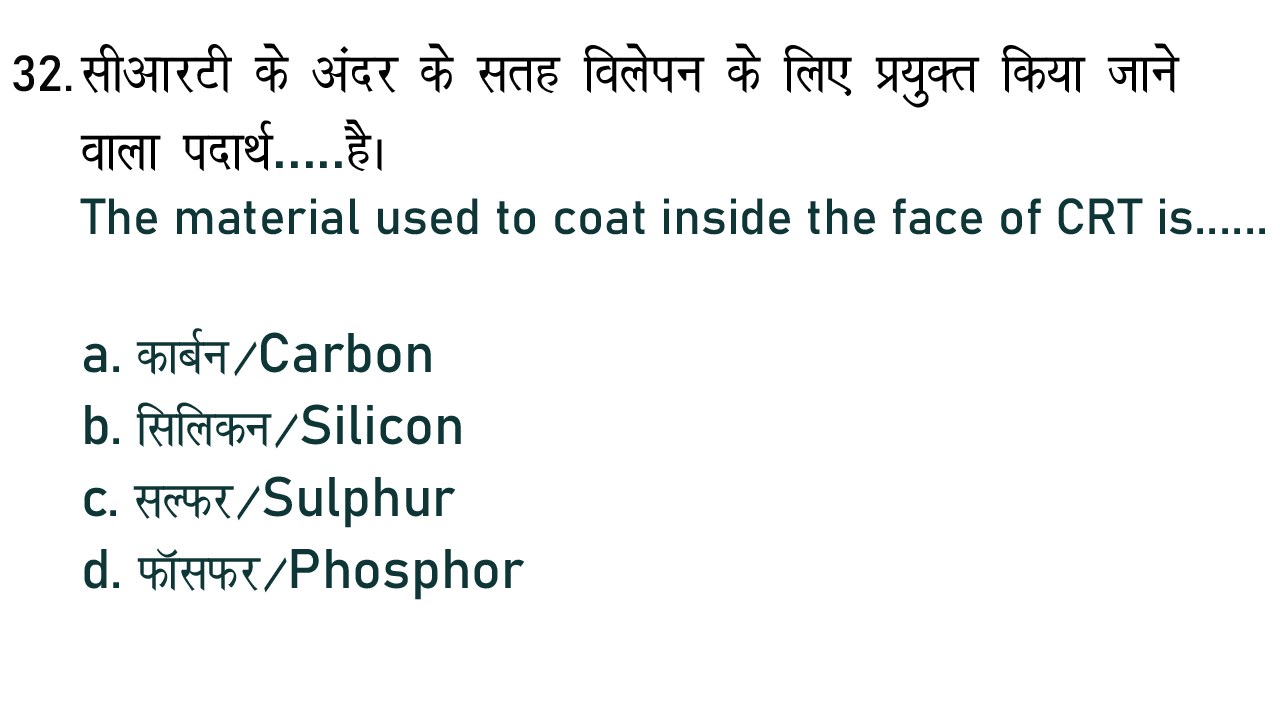 32. सीआरटी के अंदर के सतह विलेपन के लिए प्रयुक्त किया जाने
वाला पदार्थ.....है।
The material used to coat inside the face of CRT is......
a. कार्बन/Carbon
b. सिलिकन/Silicon
c. सल्फर/Sulphur
d. फॉसफर/Phosphor